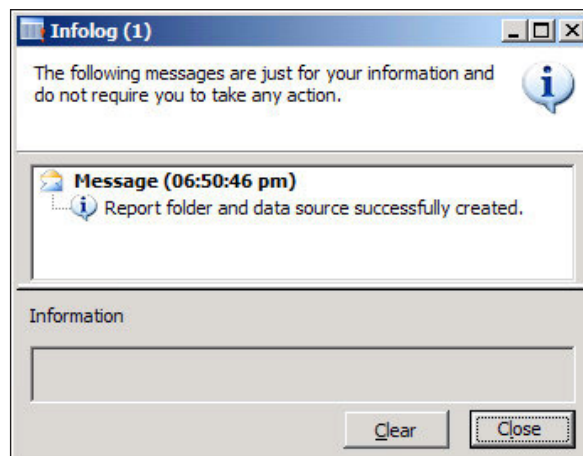 Infolog (1)
The following messages are just for your information and
do not require you to take any action.
Message (06:50:46 pm)
Report folder and data source successfully created.
Information
Clear
Close